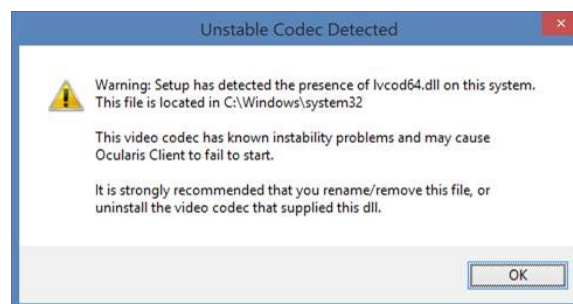 Unstable Codec Detected
Warning: Setup has detected the presence of lvcod64.dll on this system.
This file is located in C:\Windows\system32
This video codec has known instability problems and may cause
Ocularis Client to fail to start.
It is strongly recommended that you rename/remove this file, or
uninstall the video codec that supplied this dll.
OK